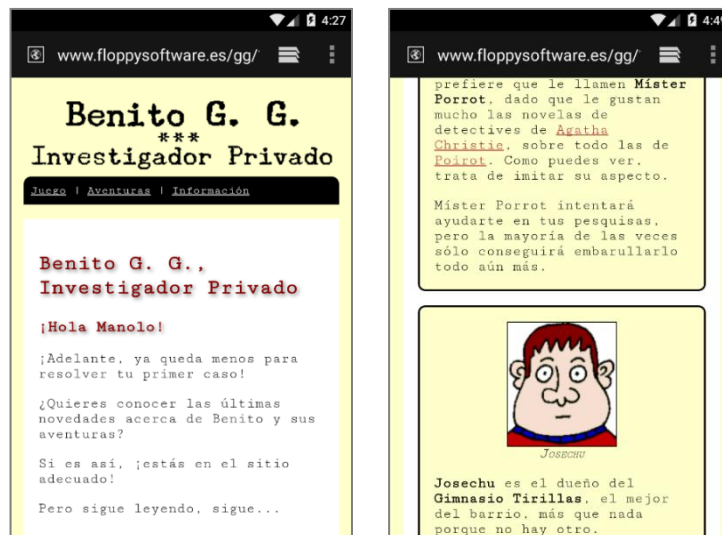 4:27
www.floppysoftware.es/gg/
Benito G. G.
***
Investigador Privado
Juego | Aventuras | Información
Benito G. G.,
Investigador Privado
¡Hola Manolo!
¡Adelante, ya queda menos para
resolver tu primer caso!
¿Quieres conocer las últimas
novedades acerca de Benito y sus
aventuras?
Si es así, ¡estás en el sitio
adecuado!
Pero sigue leyendo, sigue...
4:49
www.floppysoftware.es/gg/
prefiere que le llamen Míster
Porrot, dado que le gustan
mucho las novelas de
detectives de Agatha
Christie, sobre todo las de
Poirot. Como puedes ver,
trata de imitar su aspecto.
Míster Porrot intentará
ayudarte en tus pesquisas,
pero la mayoría de las veces
sólo conseguirá embarullarlo
todo aún más.
Josechu
Josechu es el dueño del
Gimnasio Tirillas, el mejor
del barrio, más que nada
porque no hay otro.